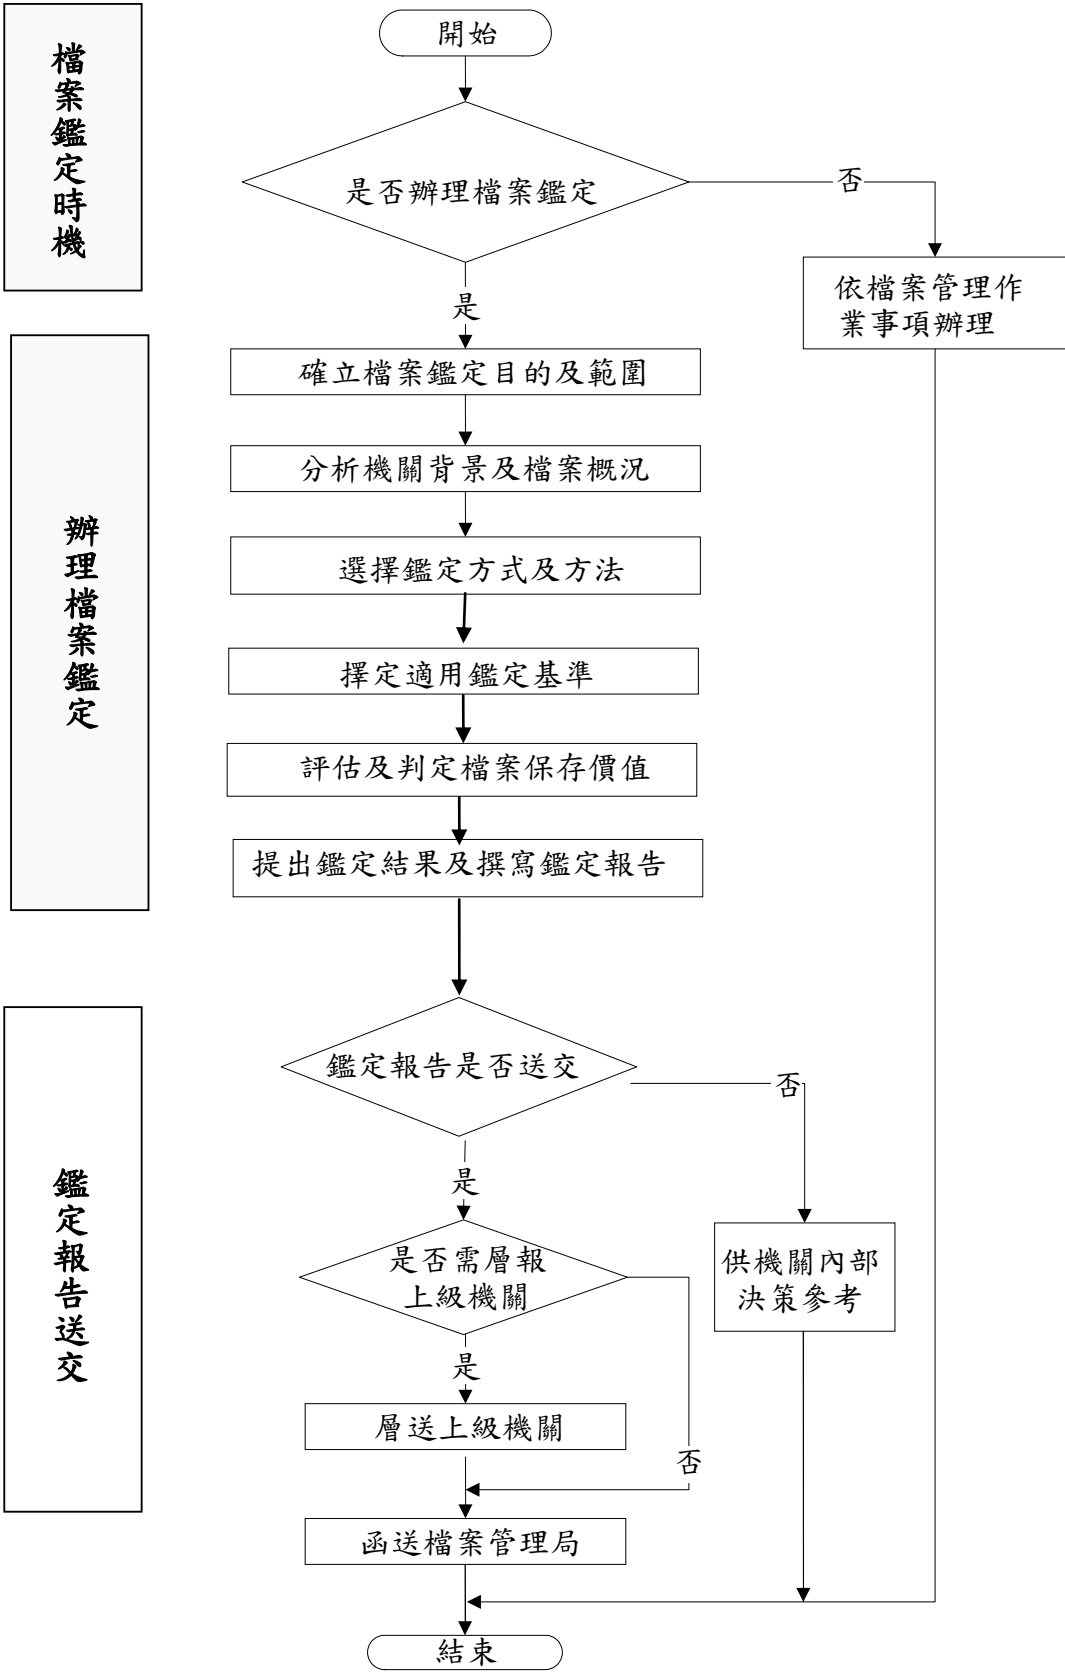 檔案鑑定時機
開始
是否辦理檔案鑑定
否
依檔案管理作
業事項辦理
是
辦理檔案鑑定
確立檔案鑑定目的及範圍
分析機關背景及檔案概況
選擇鑑定方式及方法
擇定適用鑑定基準
評估及判定檔案保存價值
提出鑑定結果及撰寫鑑定報告
鑑定報告送交
鑑定報告是否送交
否
供機關內部
決策參考
是
是否需層報
上級機關
是
層送上級機關
否
函送檔案管理局
結束